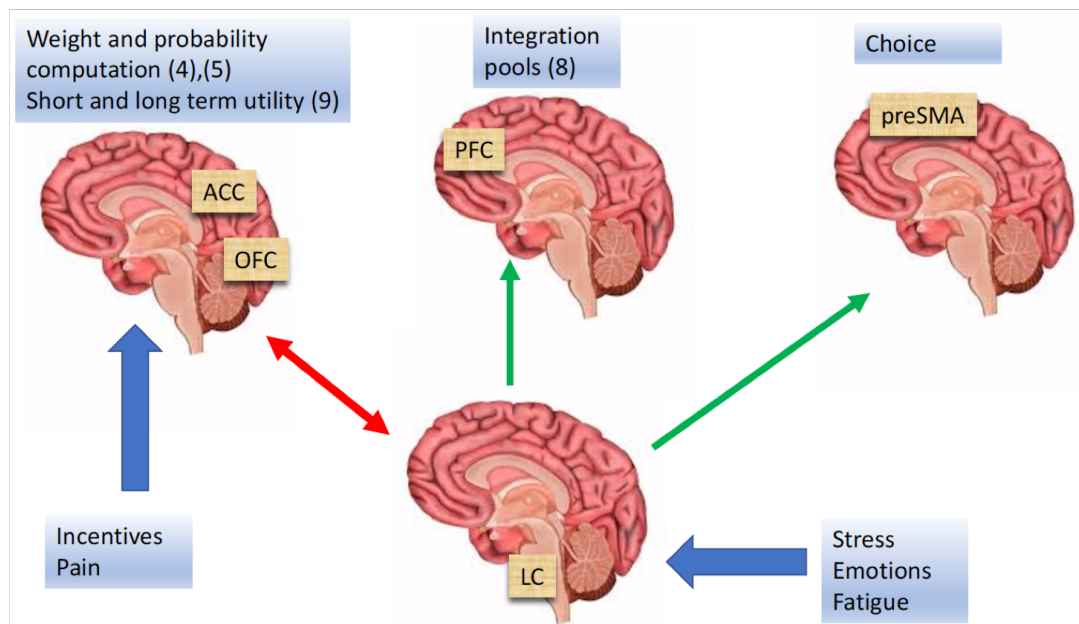 Weight and probability
computation (4),(5)
Short and long term utility (9)
Integration
pools (8)
Choice
ACC
OFC
PFC
preSMA
Incentives
Pain
LC
Stress
Emotions
Fatigue